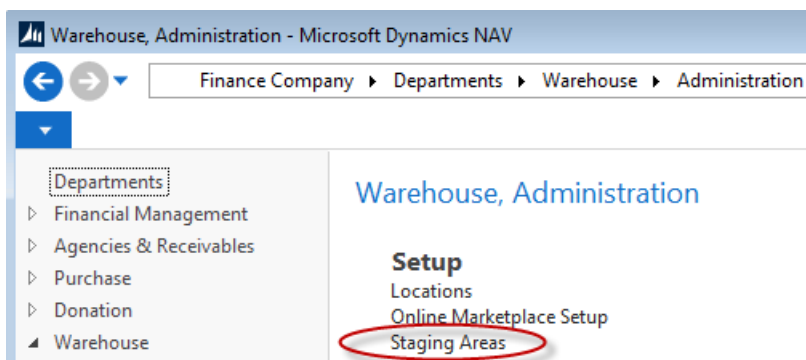 Warehouse, Administration - Microsoft Dynamics NAV
Finance Company ▸ Departments ▸ Warehouse ▸ Administration
Departments
Financial Management
Agencies & Receivables
Purchase
Donation
Warehouse
Warehouse, Administration
Setup
Locations
Online Marketplace Setup
Staging Areas